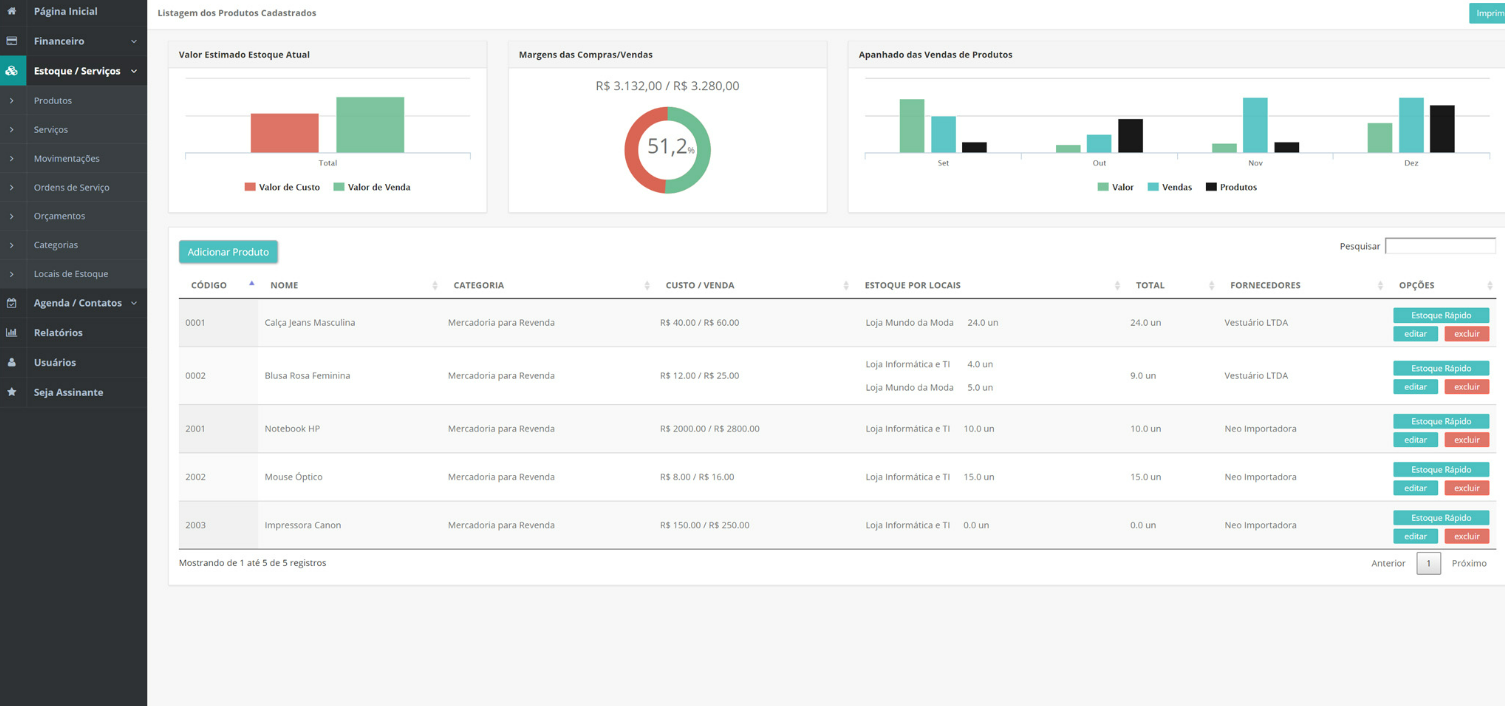 Página Inicial
Financeiro
Estoque / Serviços
Produtos
Serviços
Movimentações
Ordens de Serviço
Orçamentos
Categorias
Locais de Estoque
Agenda / Contatos
Relatórios
Usuários
Seja Assinante
Listagem dos Produtos Cadastrados
Imprim
Valor Estimado Estoque Atual
Total
Valor de Custo Valor de Venda
Margens das Compras/Vendas
R$ 3.132,00 / R$ 3.280,00
51,2%
Apanhado das Vendas de Produtos
Set Out Nov Dez
Valor Vendas Produtos
Adicionar Produto
Pesquisar
CÓDIGO NOME CATEGORIA CUSTO / VENDA ESTOQUE POR LOCAIS TOTAL FORNECEDORES OPÇÕES
0001 Calça Jeans Masculina Mercadoria para Revenda R$ 40.00 / R$ 60.00 Loja Mundo da Moda 24.0 un 24.0 un Vestuário LTDA Estoque Rápido
editar excluir
0002 Blusa Rosa Feminina Mercadoria para Revenda R$ 12.00 / R$ 25.00 Loja Informática e TI 4.0 un 9.0 un Vestuário LTDA Estoque Rápido
Loja Mundo da Moda 5.0 un editar excluir
2001 Notebook HP Mercadoria para Revenda R$ 2000.00 / R$ 2800.00 Loja Informática e TI 10.0 un 10.0 un Neo Importadora Estoque Rápido
editar excluir
2002 Mouse Óptico Mercadoria para Revenda R$ 8.00 / R$ 16.00 Loja Informática e TI 15.0 un 15.0 un Neo Importadora Estoque Rápido
editar excluir
2003 Impressora Canon Mercadoria para Revenda R$ 150.00 / R$ 250.00 Loja Informática e TI 0.0 un 0.0 un Neo Importadora Estoque Rápido
editar excluir
Mostrando de 1 até 5 de 5 registros
Anterior 1 Próximo